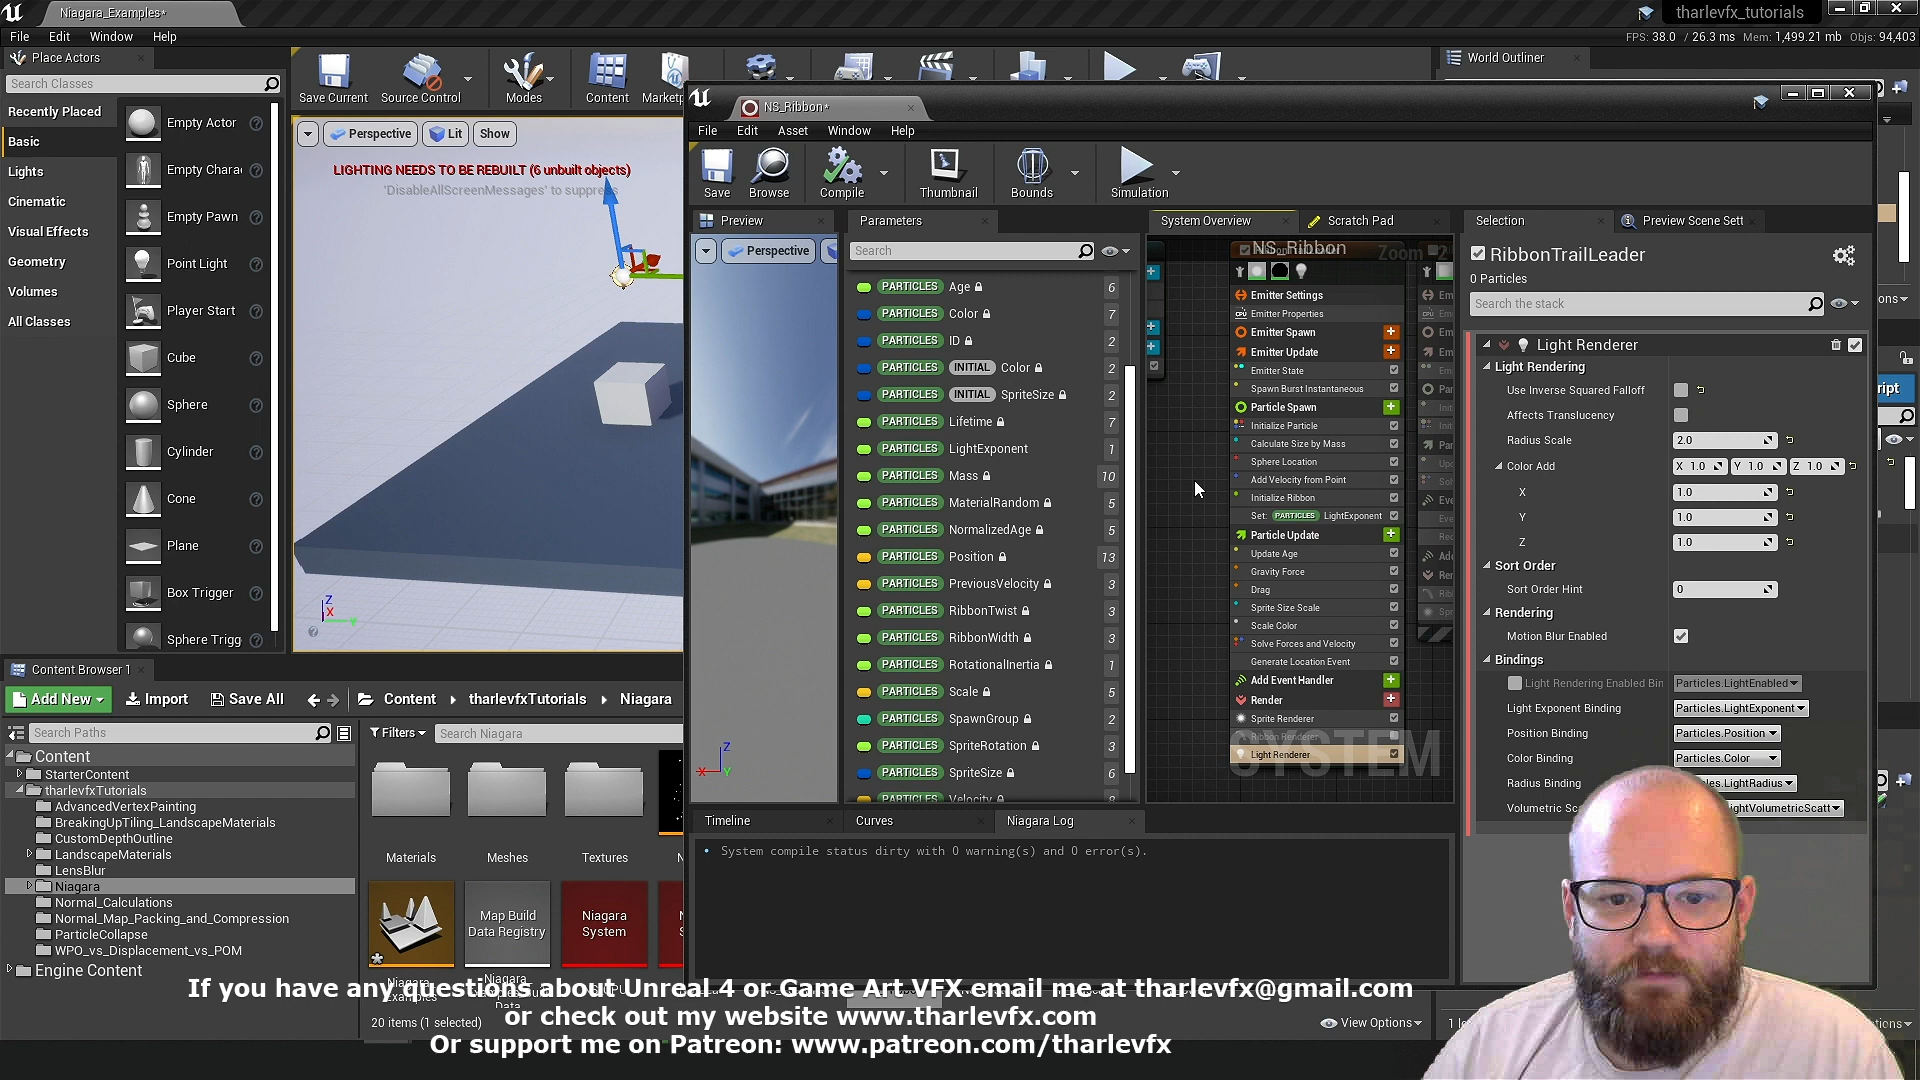 Niagara_Examples*
tharlevfx_tutorials
File Edit Window Help
FPS: 38.0 / 26.3 ms Mem: 1,499.21 mb Objs: 94,403
Place Actors
Search Classes
Recently Placed
Basic
Lights
Cinematic
Visual Effects
Geometry
Volumes
All Classes
Empty Actor
Empty Chara
Empty Pawn
Point Light
Player Start
Cube
Sphere
Cylinder
Cone
Plane
Box Trigger
Sphere Trigg
Save Current
Source Control
Modes
Content
Marketp
World Outliner
Perspective Lit Show
LIGHTING NEEDS TO BE REBUILT (6 unbuilt objects)
'DisableAllScreenMessages' to suppress
NS_Ribbon*
File Edit Asset Window Help
Save
Browse
Compile
Thumbnail
Bounds
Simulation
Preview
Perspective
Parameters
Search
PARTICLES Age 6
PARTICLES Color 7
PARTICLES ID 2
PARTICLES INITIAL Color 2
PARTICLES INITIAL SpriteSize 2
PARTICLES Lifetime 7
PARTICLES LightExponent 1
PARTICLES Mass 10
PARTICLES MaterialRandom 5
PARTICLES NormalizedAge 5
PARTICLES Position 13
PARTICLES PreviousVelocity 3
PARTICLES RibbonTwist 3
PARTICLES RibbonWidth 3
PARTICLES RotationalInertia 1
PARTICLES Scale 5
PARTICLES SpawnGroup 2
PARTICLES SpriteRotation 3
PARTICLES SpriteSize 6
PARTICLES Velocity
System Overview
Scratch Pad
NS_Ribbon
Zoom -2
Emitter Settings
Emitter Properties
Emitter Spawn
Emitter Update
Emitter State
Spawn Burst Instantaneous
Particle Spawn
Initialize Particle
Calculate Size by Mass
Sphere Location
Add Velocity from Point
Initialize Ribbon
Set: PARTICLES LightExponent
Particle Update
Update Age
Gravity Force
Drag
Sprite Size Scale
Scale Color
Solve Forces and Velocity
Generate Location Event
Add Event Handler
Render
Sprite Renderer
Ribbon Renderer
Light Renderer
SYSTEM
Selection
Preview Scene Sett
RibbonTrailLeader
0 Particles
Search the stack
Light Renderer
Light Rendering
Use Inverse Squared Falloff
Affects Translucency
Radius Scale 2.0
Color Add X 1.0 Y 1.0 Z 1.0
X 1.0
Y 1.0
Z 1.0
Sort Order
Sort Order Hint 0
Rendering
Motion Blur Enabled
Bindings
Light Rendering Enabled Bin Particles.LightEnabled
Light Exponent Binding Particles.LightExponent
Position Binding Particles.Position
Color Binding Particles.Color
Radius Binding les.LightRadius
Volumetric Sc ghtVolumetricScatt
Timeline
Curves
Niagara Log
System compile status dirty with 0 warning(s) and 0 error(s).
Content Browser 1
Add New Import Save All Content tharlevfxTutorials Niagara
Search Paths
Filters
Search Niagara
Content
StarterContent
tharlevfxTutorials
AdvancedVertexPainting
BreakingUpTiling_LandscapeMaterials
CustomDepthOutline
LandscapeMaterials
LensBlur
Niagara
Normal_Calculations
Normal_Map_Packing_and_Compression
ParticleCollapse
WPO_vs_Displacement_vs_POM
Engine Content
Materials
Meshes
Textures
Map Build
Data Registry
Niagara
System
20 items (1 selected)
View Options
If you have any questions about Unreal 4 or Game Art VFX email me at tharlevfx@gmail.com
or check out my website www.tharlevfx.com
Or support me on Patreon: www.patreon.com/tharlevfx